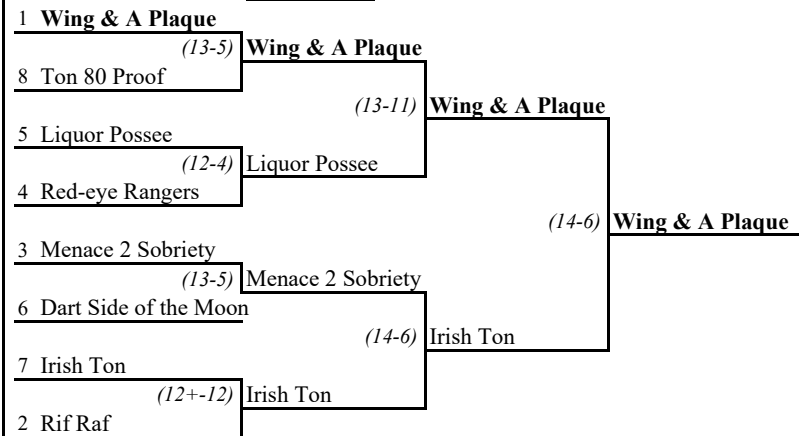 1 Wing & A Plaque
(13-5) Wing & A Plaque
8 Ton 80 Proof
(13-11) Wing & A Plaque
5 Liquor Possee
(12-4) Liquor Possee
4 Red-eye Rangers
(14-6) Wing & A Plaque
3 Menace 2 Sobriety
(13-5) Menace 2 Sobriety
6 Dart Side of the Moon
(14-6) Irish Ton
7 Irish Ton
(12+-12) Irish Ton
2 Rif Raf